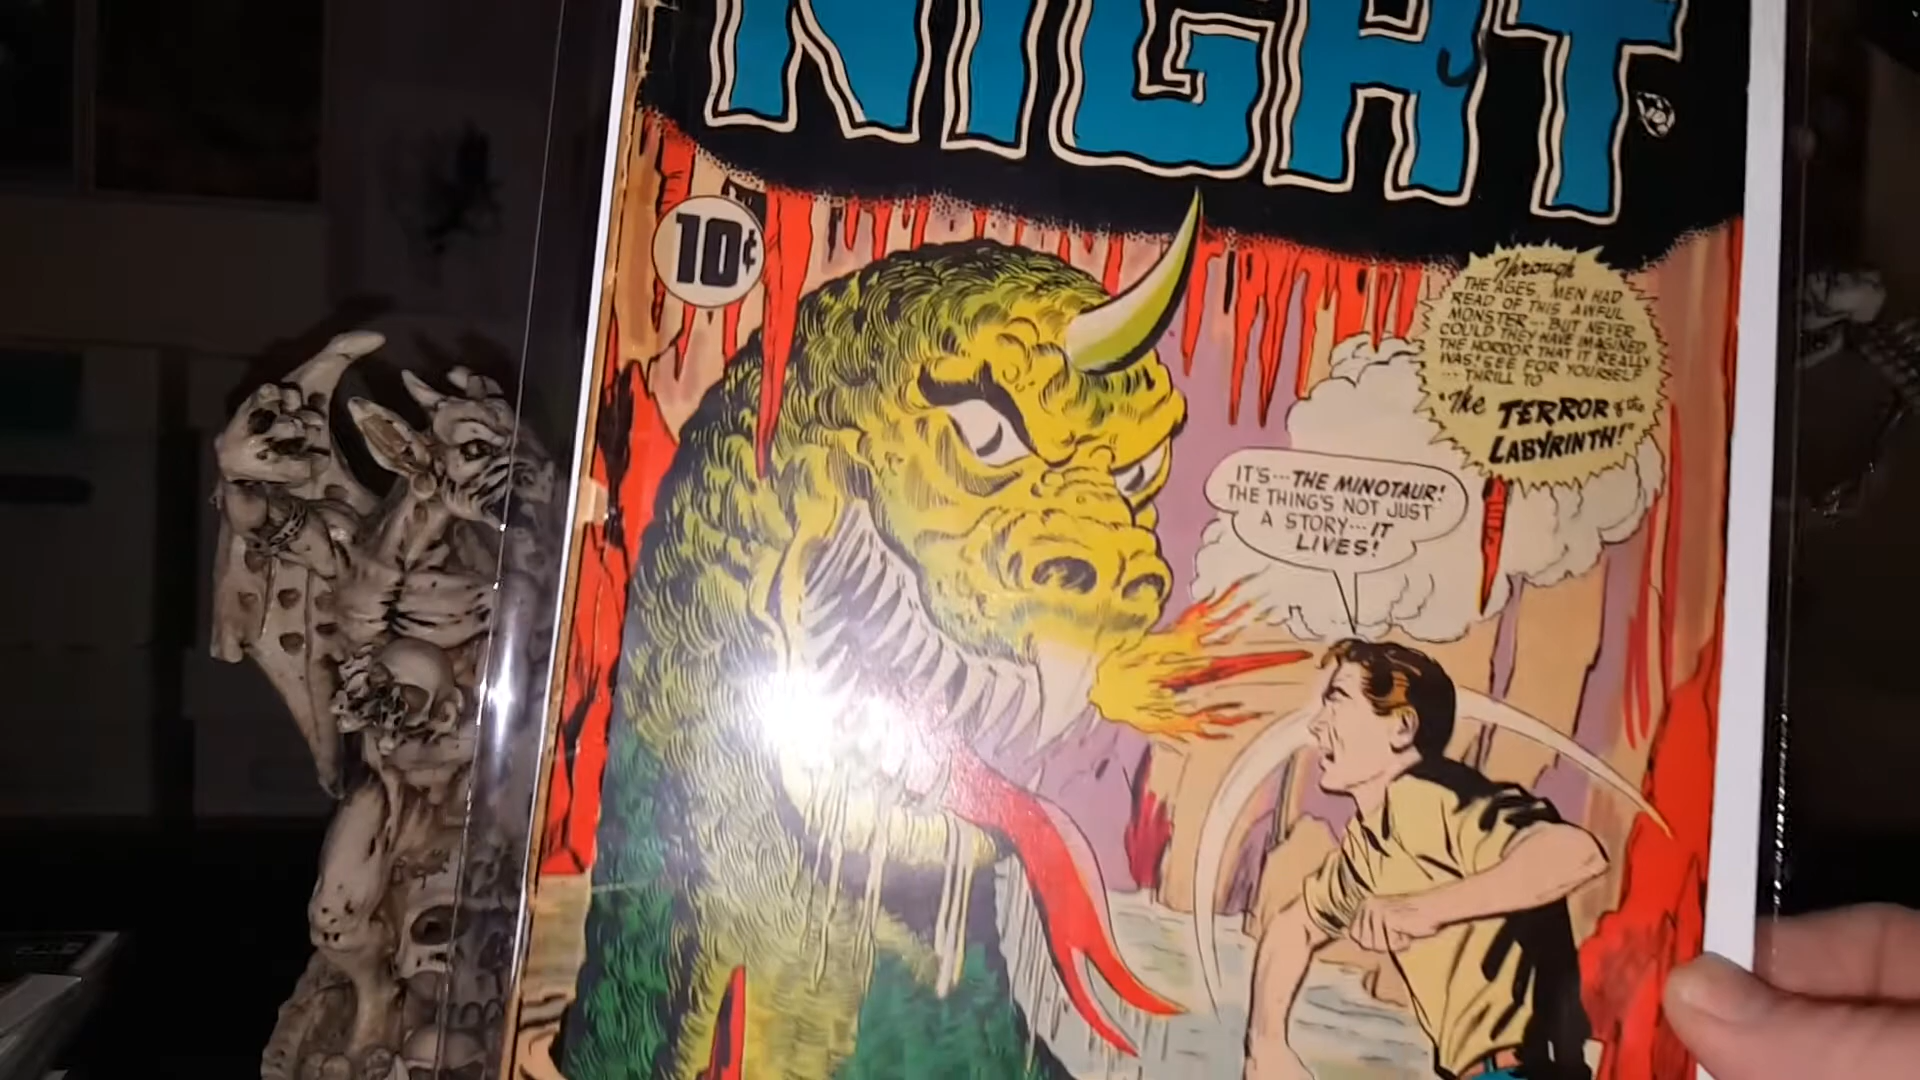 NIGHT
10¢
Through
THE AGES, MEN HAD
READ OF THIS AWFUL
MONSTER---BUT NEVER
COULD THEY HAVE IMAGINED
THE HORROR THAT IT REALLY
WAS! SEE FOR YOURSELF
--- THRILL TO
"The TERROR of the
LABYRINTH!"
IT'S---THE MINOTAUR!
THE THING'S NOT JUST
A STORY---IT
LIVES!